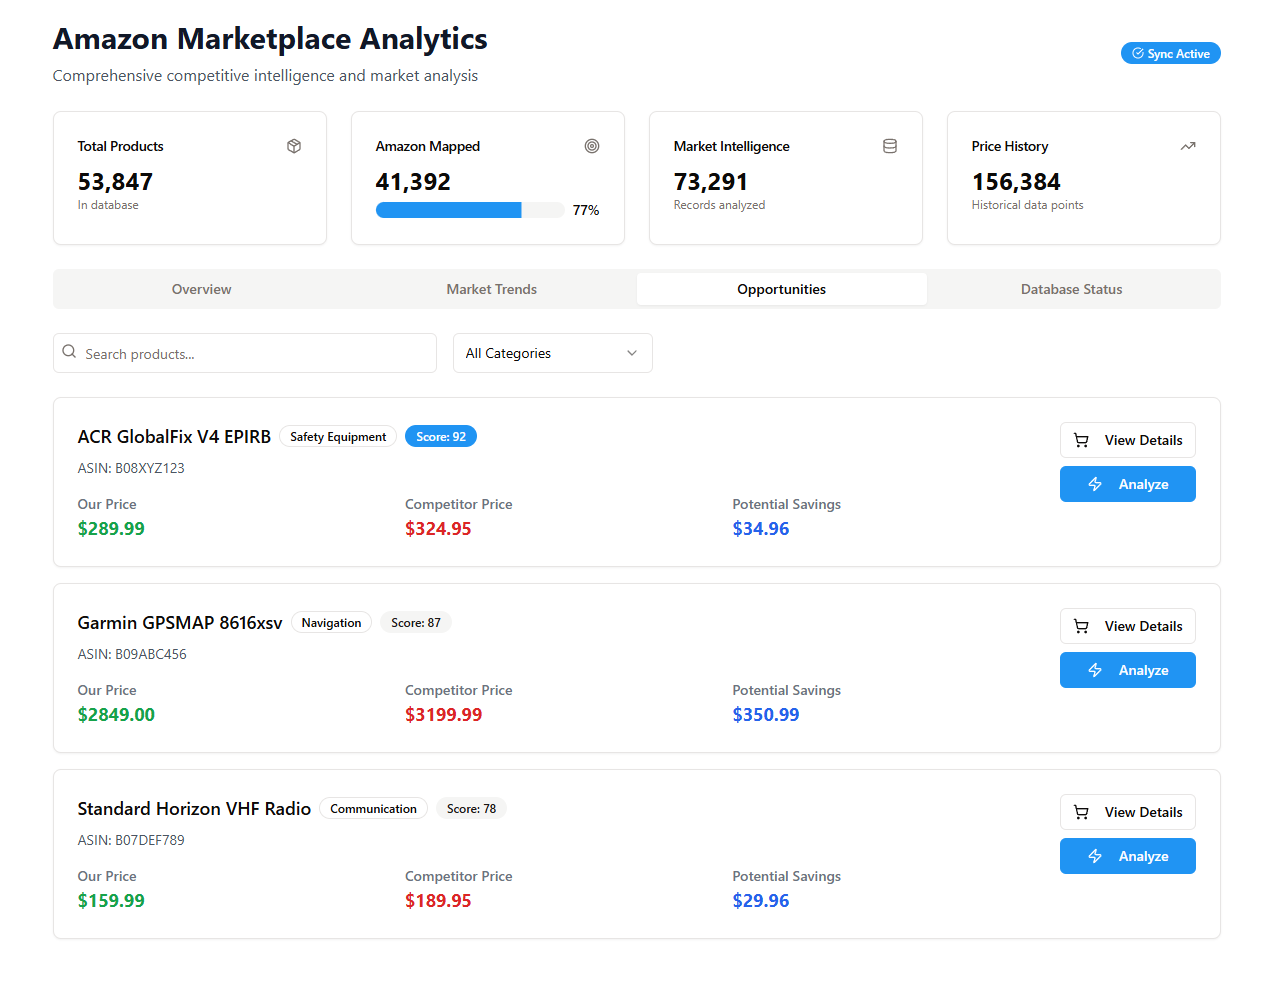 Amazon Marketplace Analytics
Comprehensive competitive intelligence and market analysis
Sync Active
Total Products
53,847
In database
Amazon Mapped
41,392
77%
Market Intelligence
73,291
Records analyzed
Price History
156,384
Historical data points
Overview
Market Trends
Opportunities
Database Status
Search products...
All Categories
ACR GlobalFix V4 EPIRB
Safety Equipment
Score: 92
ASIN: B08XYZ123
Our Price
$289.99
Competitor Price
$324.95
Potential Savings
$34.96
View Details
Analyze
Garmin GPSMAP 8616xsv
Navigation
Score: 87
ASIN: B09ABC456
Our Price
$2849.00
Competitor Price
$3199.99
Potential Savings
$350.99
View Details
Analyze
Standard Horizon VHF Radio
Communication
Score: 78
ASIN: B07DEF789
Our Price
$159.99
Competitor Price
$189.95
Potential Savings
$29.96
View Details
Analyze